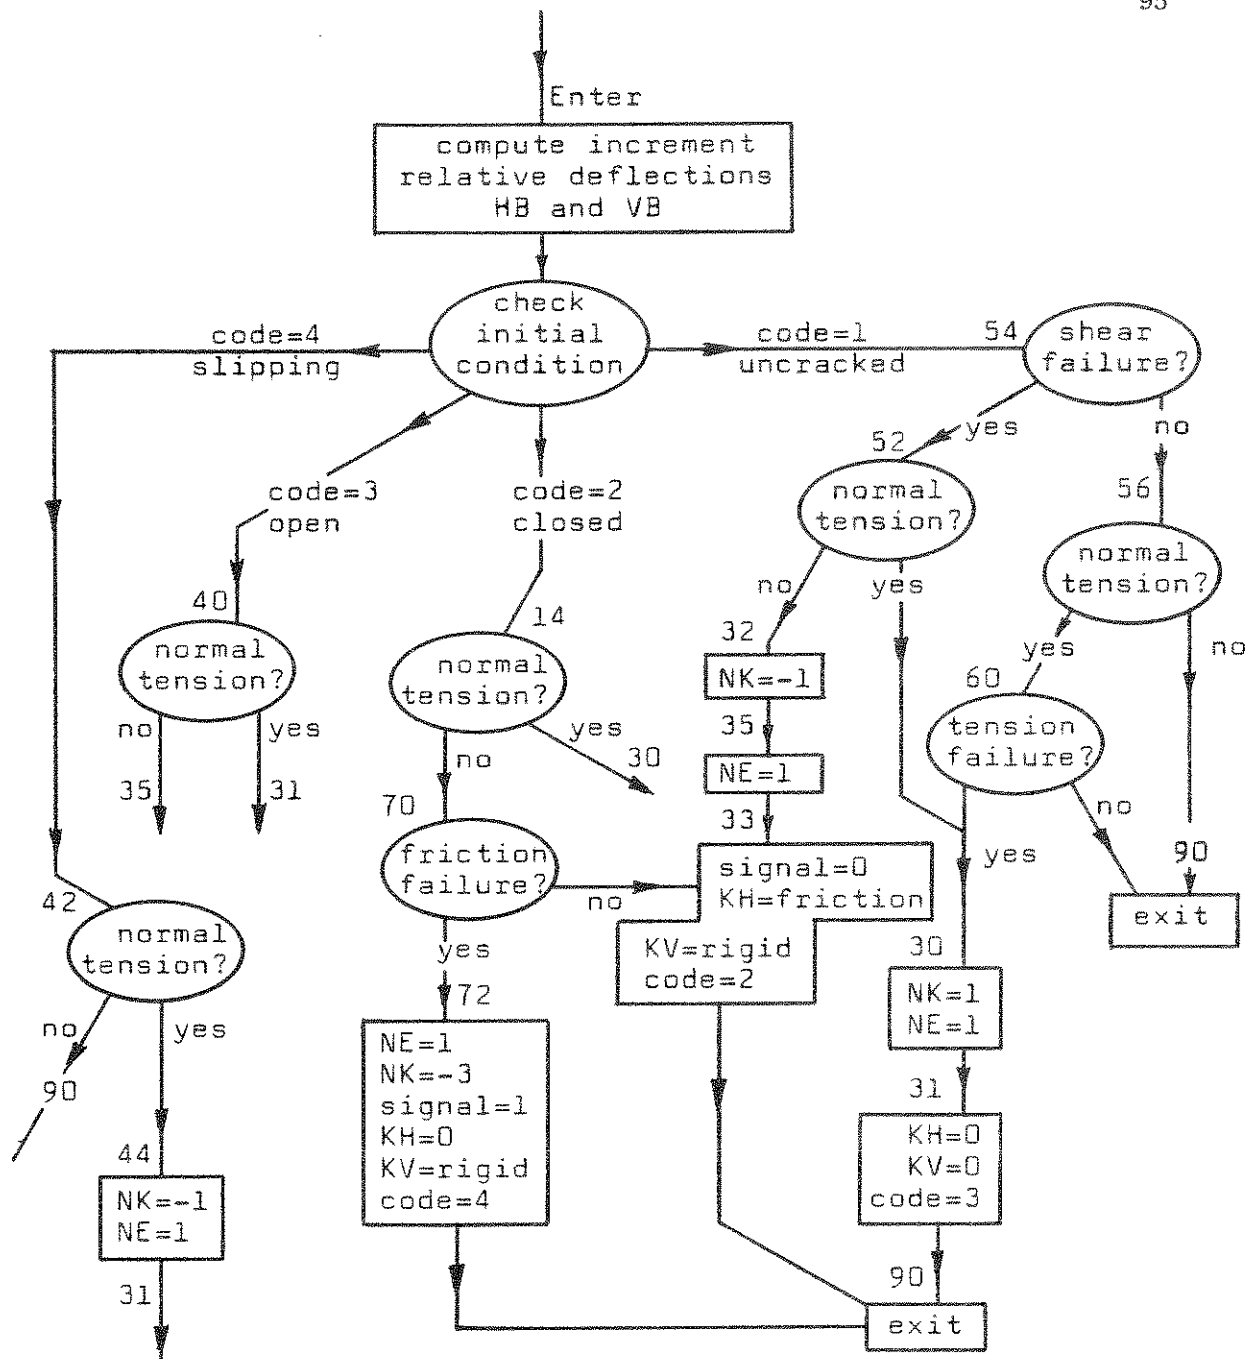 95
Enter
compute increment
relative deflections
HB and VB
check
initial
condition
code=4
slipping
code=1
uncracked
54
shear
failure?
code=3
open
code=2
closed
yes
no
52
normal
tension?
56
normal
tension?
40
normal
tension?
no
yes
35
31
14
normal
tension?
no
yes
30
no
yes
32
NK=-1
35
NE=1
33
signal=0
KH=friction
KV=rigid
code=2
yes
no
60
tension
failure?
no
yes
90
exit
70
friction
failure?
no
yes
72
NE=1
NK=-3
signal=1
KH=0
KV=rigid
code=4
42
normal
tension?
no
yes
90
44
NK=-1
NE=1
31
30
NK=1
NE=1
31
KH=0
KV=0
code=3
90
exit